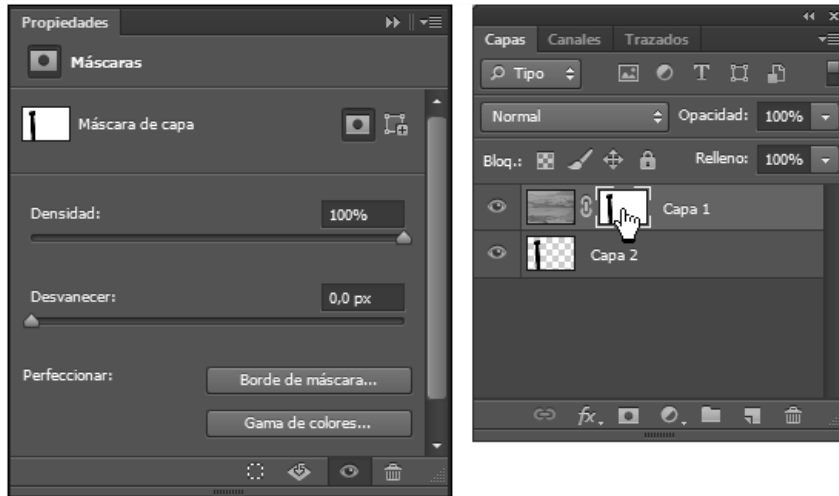 Propiedades
Máscaras
Máscara de capa
Densidad: 100%
Desvanecer: 0,0 px
Perfeccionar: Borde de máscara...
Gama de colores...
Capas Canales Trazados
Tipo
Normal Opacidad: 100%
Bloq.: Relleno: 100%
Capa 1
Capa 2
fx.